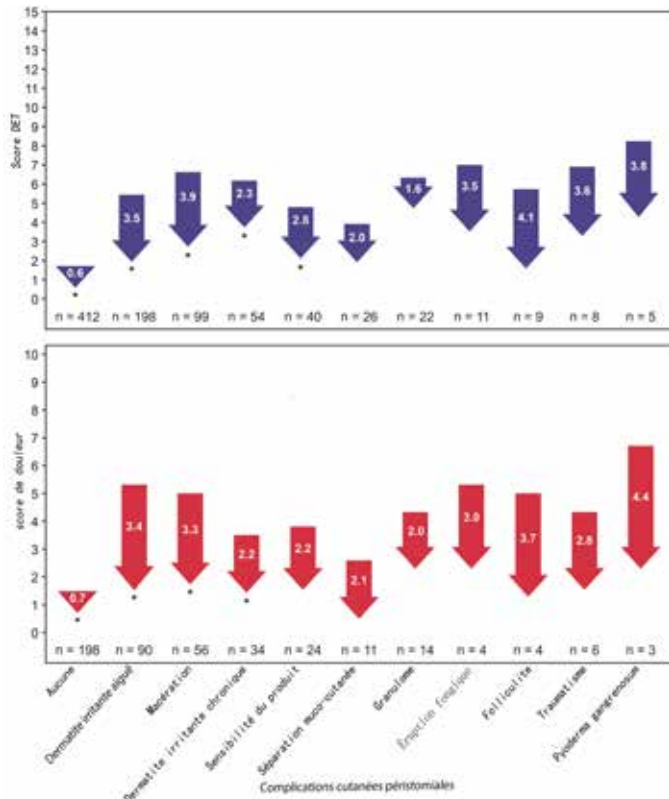 15
14
13
12
11
10
9
8
7
6
5
4
3
2
1
0
Score DET
0.6 3.5 3.9 2.3 2.8 2.0 1.6 3.5 4.1 3.6 3.8
n = 412 n = 198 n = 99 n = 54 n = 40 n = 26 n = 22 n = 11 n = 9 n = 8 n = 5
10
9
8
7
6
5
4
3
2
1
0
score de douleur
0.7 3.4 3.3 2.2 2.2 2.1 2.0 3.0 3.7 2.8 4.4
n = 198 n = 90 n = 56 n = 34 n = 24 n = 11 n = 14 n = 4 n = 4 n = 6 n = 3
Aucune
Dermatite irritante aiguë
Macération
Dermatite irritante chronique
Sensibilité du produit
Séparation muco-cutanée
Granulome
Éruption fongique
Folliculite
Traumatisme
Pyoderma gangrenosum
Complications cutanées péristomiales